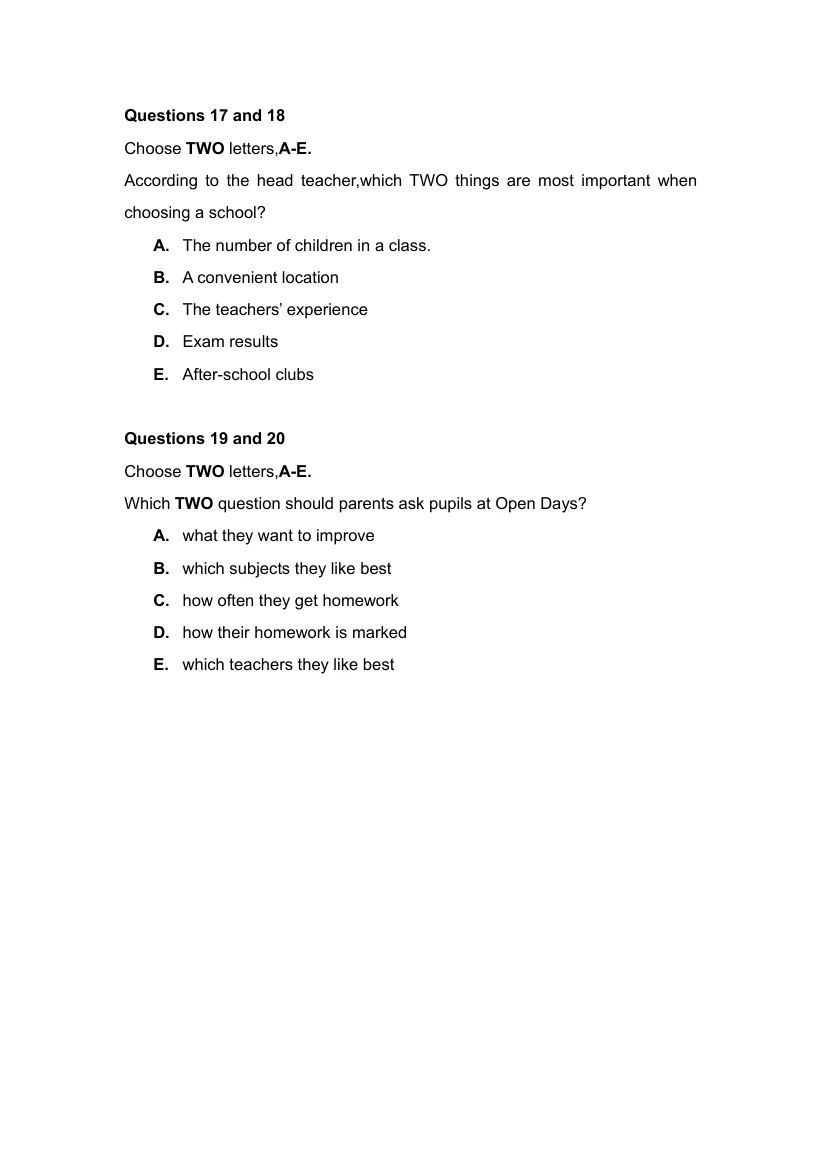 Questions 17 and 18
Choose TWO letters,A-E.
According to the head teacher,which TWO things are most important when
choosing a school?
A. The number of children in a class.
B. A convenient location
C. The teachers’ experience
D. Exam results
E. After-school clubs
Questions 19 and 20
Choose TWO letters,A-E.
Which TWO question should parents ask pupils at Open Days?
A. what they want to improve
B. which subjects they like best
C. how often they get homework
D. how their homework is marked
E. which teachers they like best